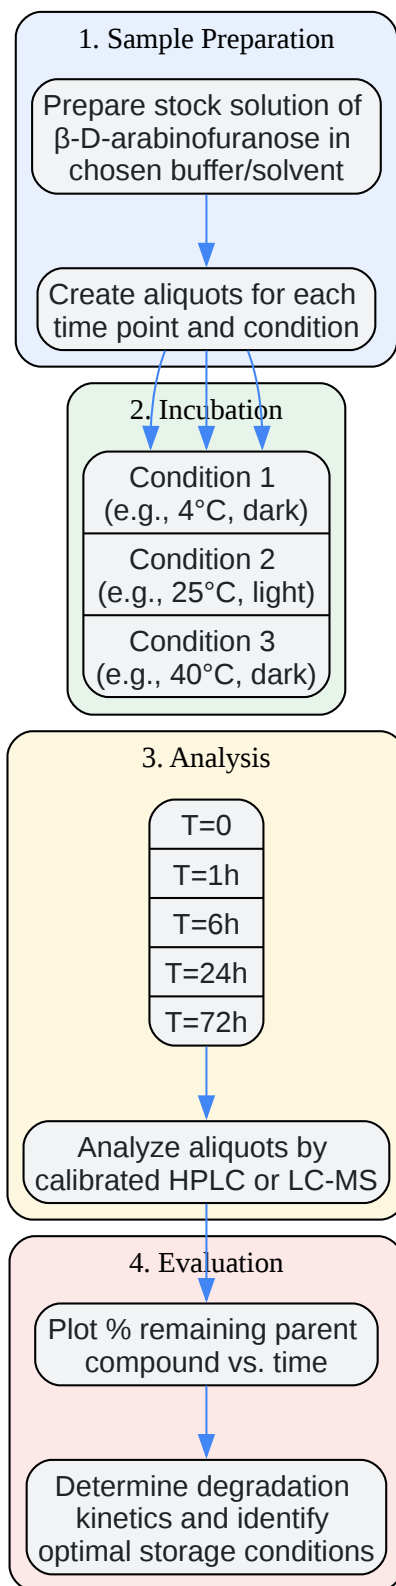 1. Sample Preparation
Prepare stock solution of
β-D-arabinofuranose in
chosen buffer/solvent
Create aliquots for each
time point and condition
2. Incubation
Condition 1
(e.g., 4°C, dark)
Condition 2
(e.g., 25°C, light)
Condition 3
(e.g., 40°C, dark)
3. Analysis
T=0
T=1h
T=6h
T=24h
T=72h
Analyze aliquots by
calibrated HPLC or LC-MS
4. Evaluation
Plot % remaining parent
compound vs. time
Determine degradation
kinetics and identify
optimal storage conditions